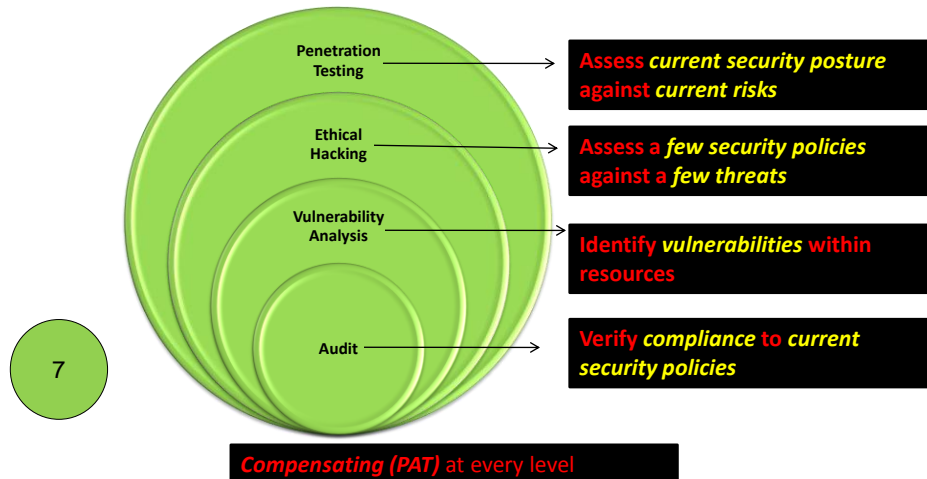 Penetration
Testing
Assess current security posture
against current risks
Ethical
Hacking
Assess a few security policies
against a few threats
Vulnerability
Analysis
Identify vulnerabilities within
resources
Audit
Verify compliance to current
security policies
7
Compensating (PAT) at every level